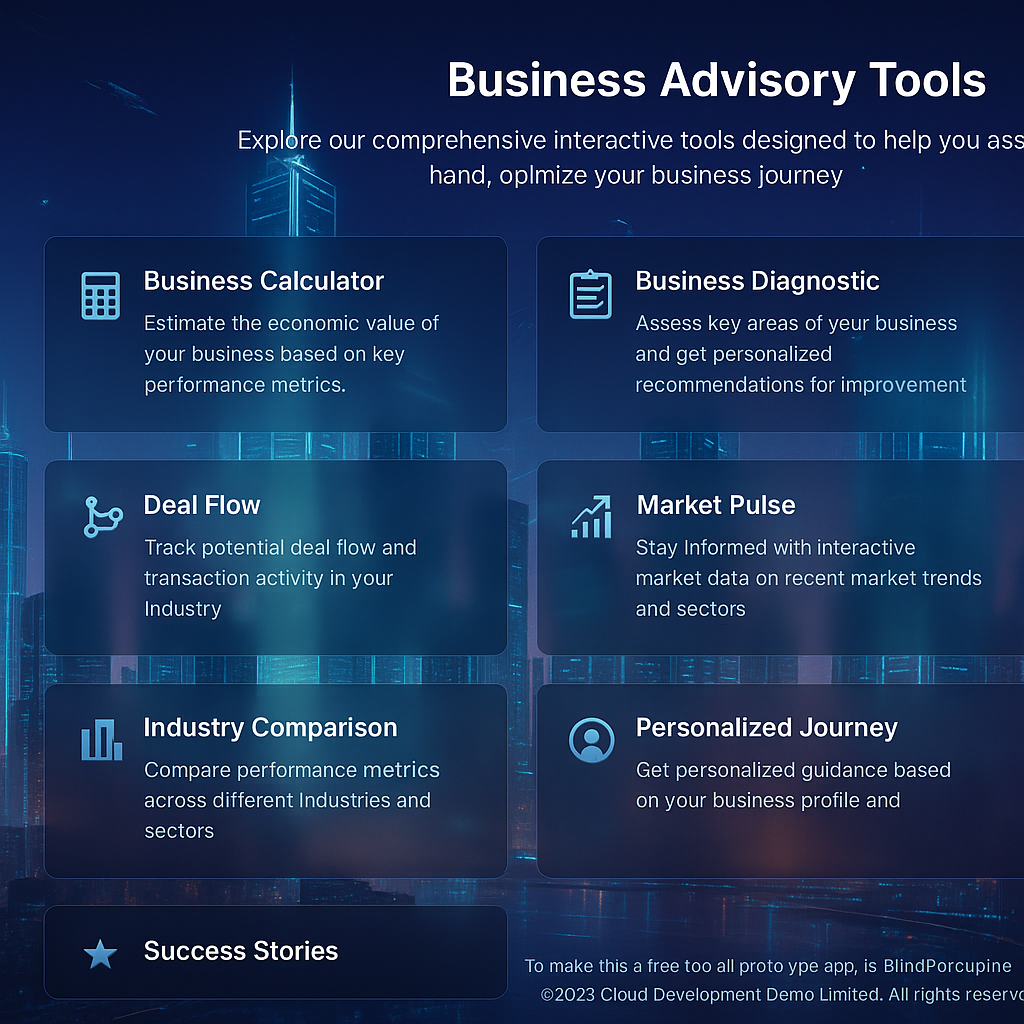 Business Advisory Tools
Explore our comprehensive interactive tools designed to help you ass
hand, oplmize your business journey
Business Calculator
Estimate the economic value of
your business based on key
performance metrics.
Business Diagnostic
Assess key areas of yeur business
and get personalized
recommendations for improvement
Deal Flow
Track potential deal flow and
transaction activity in your
Industry
Market Pulse
Stay Informed with interactive
market data on recent market trends
and sectors
Industry Comparison
Compare performance metrics
across different Industries and
sectors
Personalized Journey
Get personalized guidance based
on your business profile and
Success Stories
To make this a free too all proto ype app, is BlindPorcupine
©2023 Cloud Development Demo Limited. All rights reserv